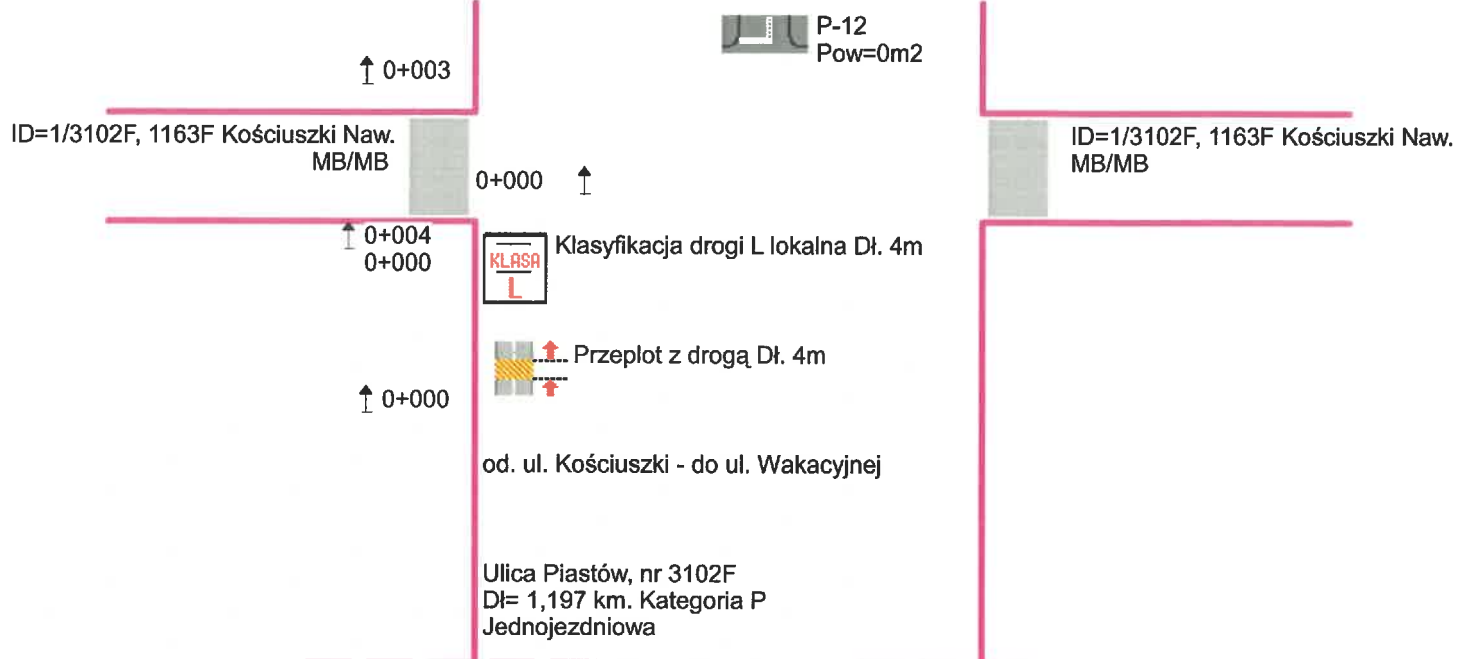 P-12
Pow=0m2
0+003
ID=1/3102F, 1163F Kościuszki Naw.
MB/MB
0+000
ID=1/3102F, 1163F Kościuszki Naw.
MB/MB
0+004
0+000
KLASA
L
Klasyfikacja drogi L lokalna Dł. 4m
Przeplot z drogą Dł. 4m
0+000
od. ul. Kościuszki - do ul. Wakacyjnej
Ulica Piastów, nr 3102F
Dł= 1,197 km. Kategoria P
Jednojezdniowa